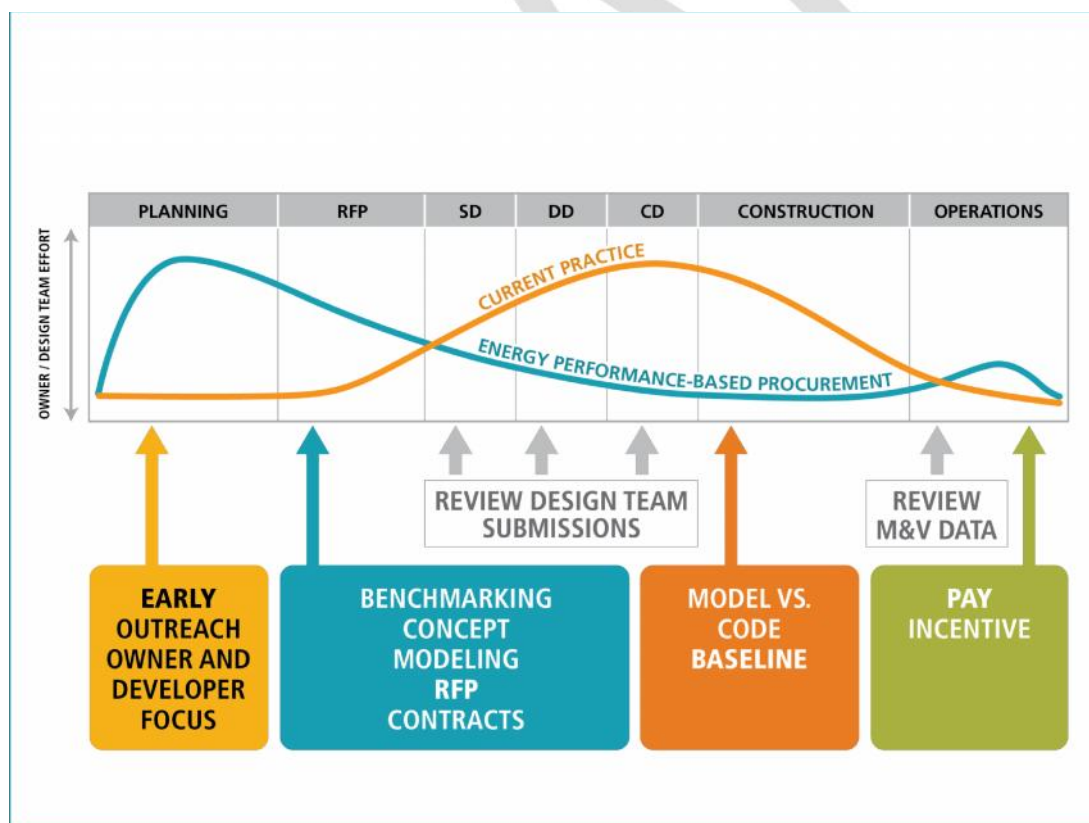 PLANNING RFP SD DD CD CONSTRUCTION OPERATIONS
OWNER / DESIGN TEAM EFFORT
CURRENT PRACTICE
ENERGY PERFORMANCE-BASED PROCUREMENT
REVIEW DESIGN TEAM
SUBMISSIONS
REVIEW
M&V DATA
EARLY
OUTREACH
OWNER AND
DEVELOPER
FOCUS
BENCHMARKING
CONCEPT
MODELING
RFP
CONTRACTS
MODEL VS.
CODE
BASELINE
PAY
INCENTIVE